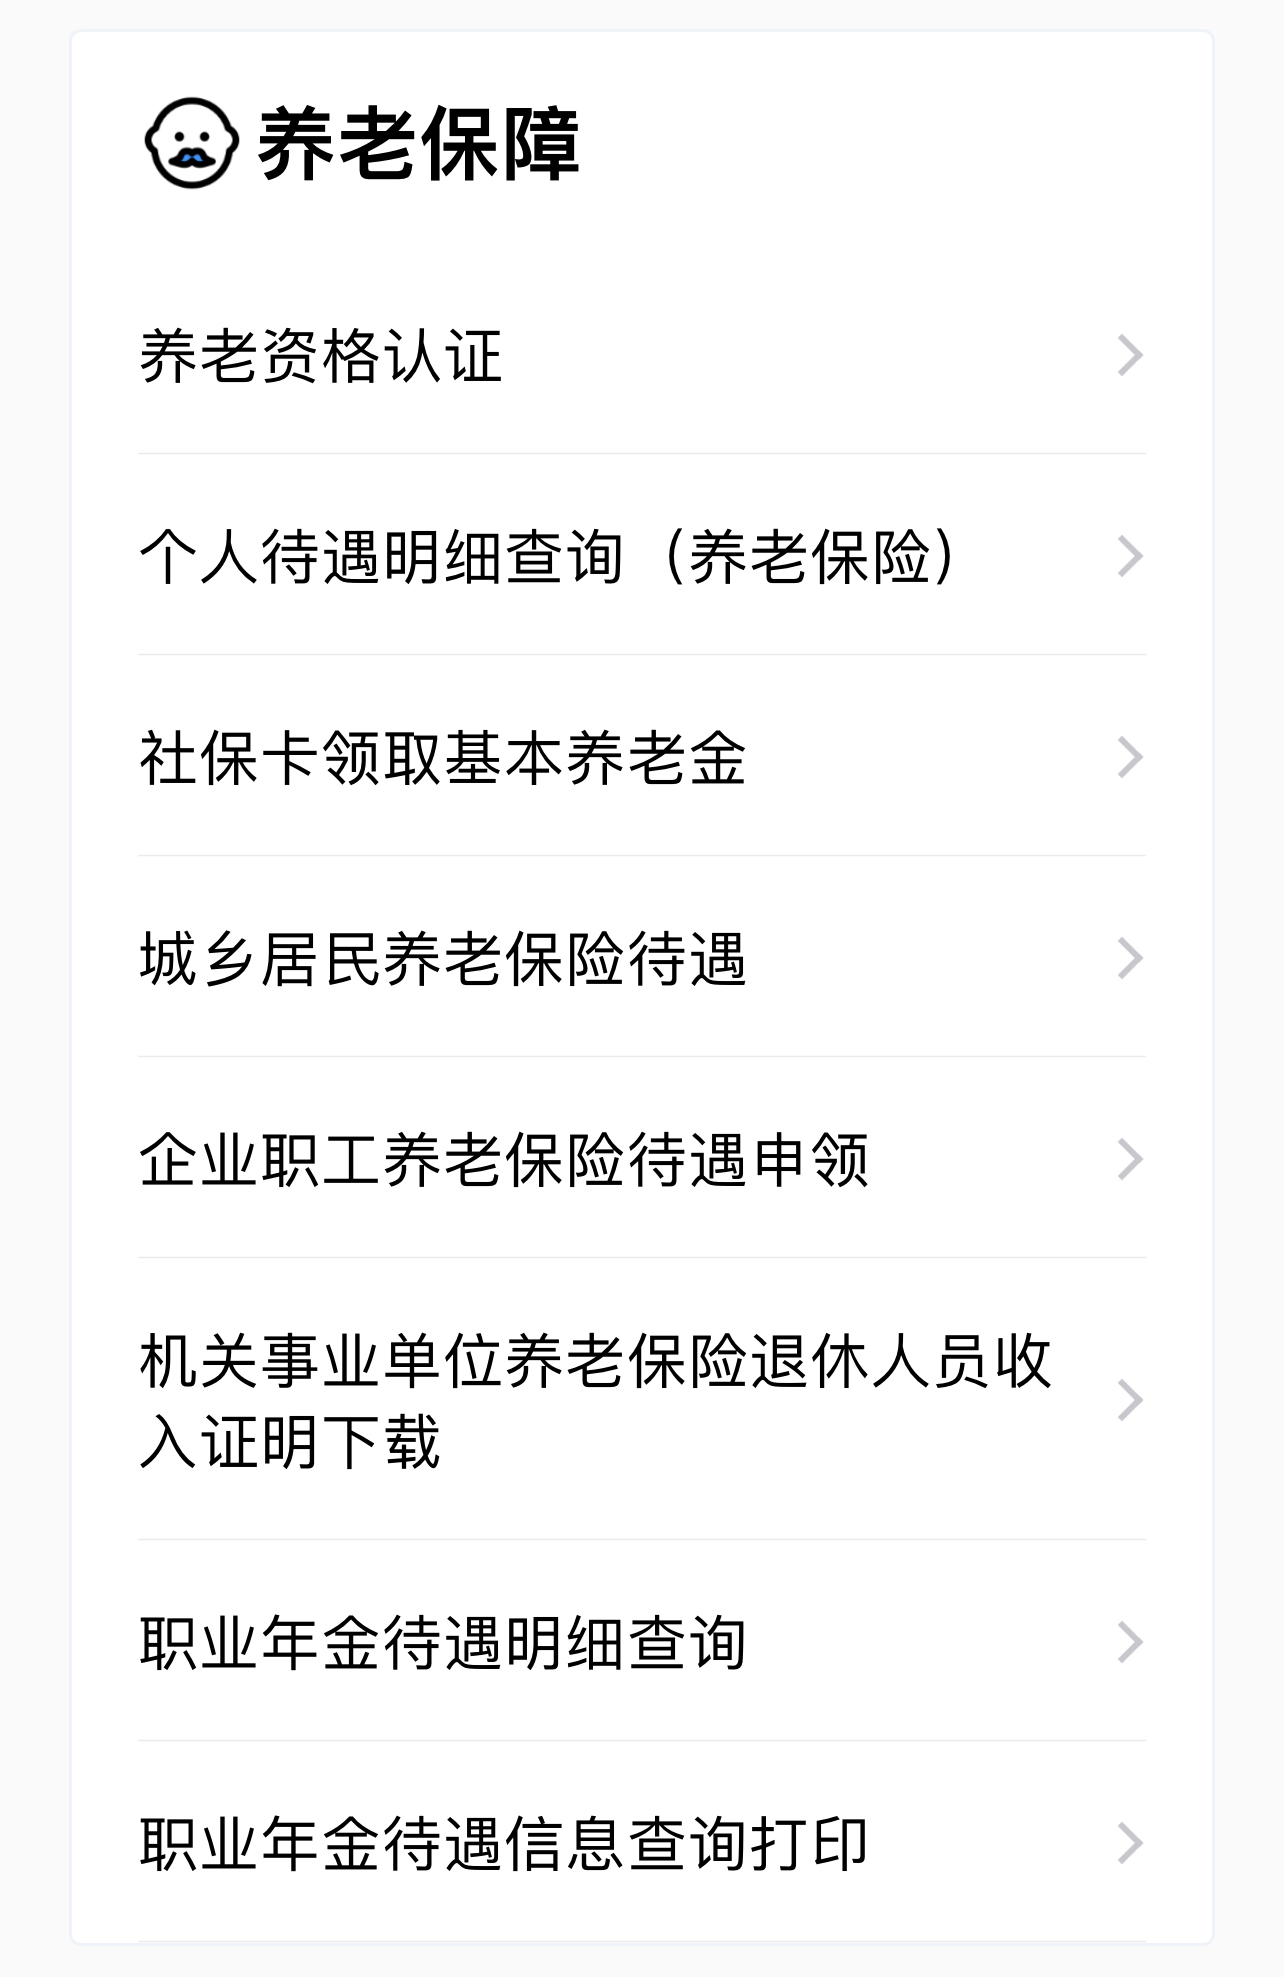 养老保障
养老资格认证
个人待遇明细查询（养老保险）
社保卡领取基本养老金
城乡居民养老保险待遇
企业职工养老保险待遇申领
机关事业单位养老保险退休人员收
入证明下载
职业年金待遇明细查询
职业年金待遇信息查询打印